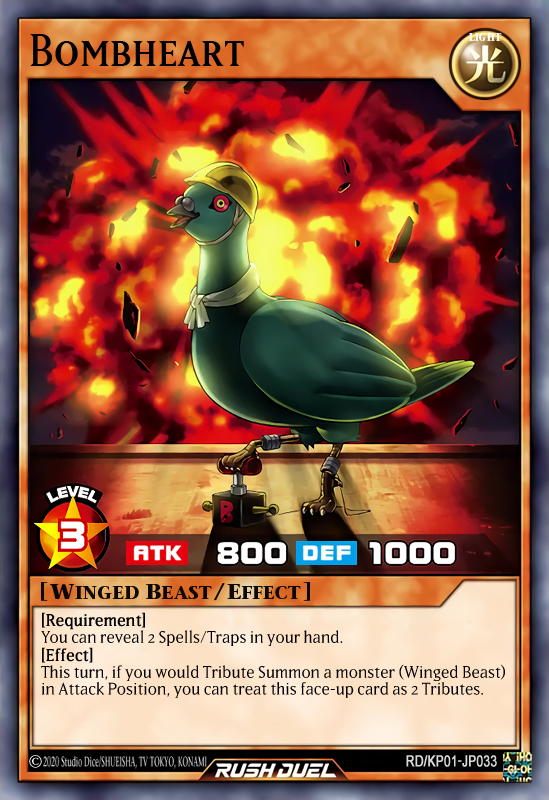 BOMBHEART
LIGHT
光
LEVEL
3
ATK 800 DEF 1000
[WINGED BEAST/EFFECT]
[Requirement]
You can reveal 2 Spells/Traps in your hand.
[Effect]
This turn, if you would Tribute Summon a monster (Winged Beast)
in Attack Position, you can treat this face-up card as 2 Tributes.
©2020 Studio Dice/SHUEISHA, TV TOKYO, KONAMI
RUSH DUEL
RD/KP01-JP033